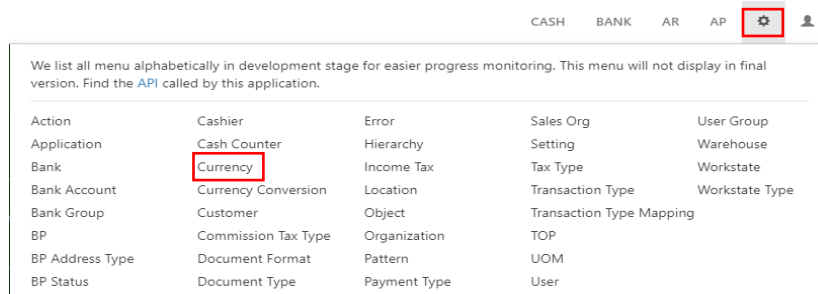 CASH BANK AR AP
We list all menu alphabetically in development stage for easier progress monitoring. This menu will not display in final
version. Find the API called by this application.
Action Cashier Error Sales Org User Group
Application Cash Counter Hierarchy Setting Warehouse
Bank Currency Income Tax Tax Type Workstate
Bank Account Currency Conversion Location Transaction Type Workstate Type
Bank Group Customer Object Transaction Type Mapping
BP Commission Tax Type Organization TOP
BP Address Type Document Format Pattern UOM
BP Status Document Type Payment Type User